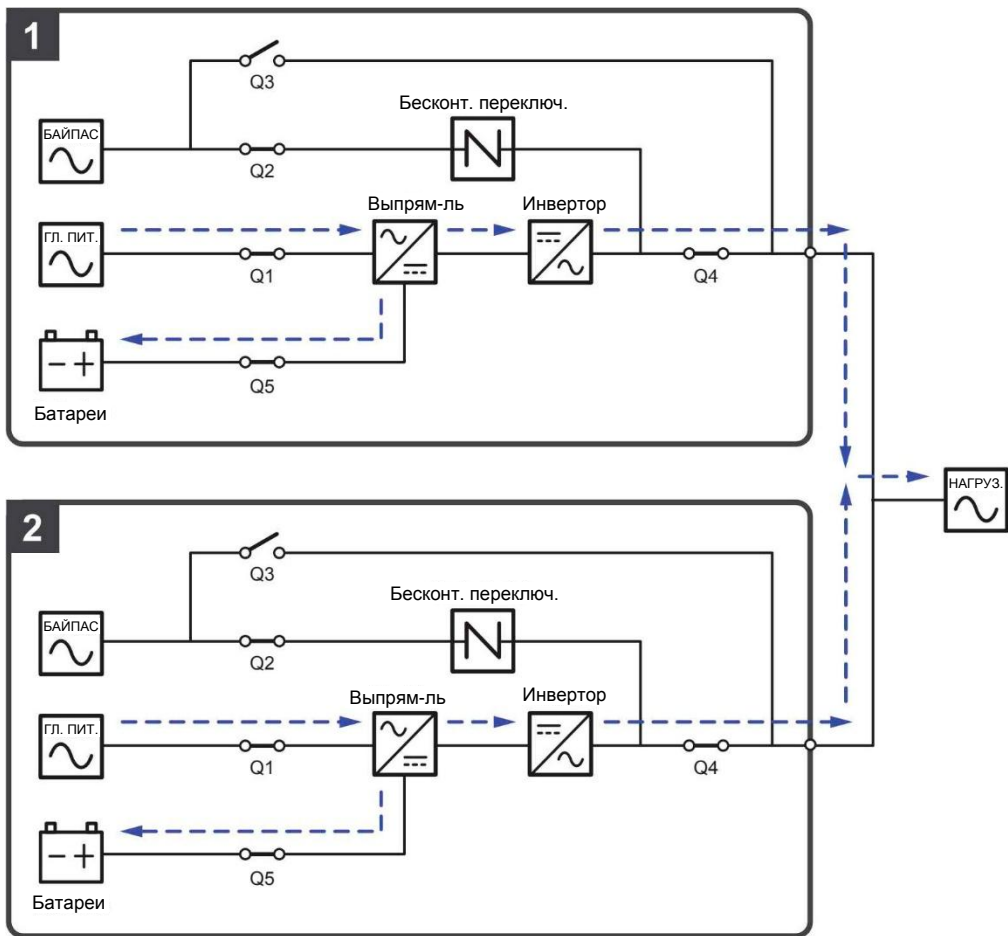 1
Q3
Бесконт. переключ.
БАЙПАС
Q2
Выпрям-ль
Инвертор
ГЛ. ПИТ.
Q1
Q4
Q5
Батареи
НАГРУЗ.
2
Q3
Бесконт. переключ.
БАЙПАС
Q2
Выпрям-ль
Инвертор
ГЛ. ПИТ.
Q1
Q4
Q5
Батареи